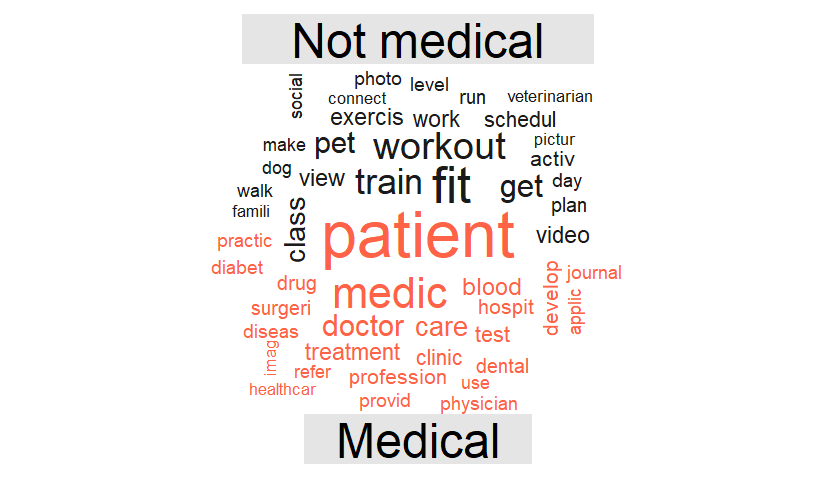 Not medical
photo level
social connect run veterinarian
exercis work schedul
make pet workout pictur
activ
dog view train fit get day
walk plan
famili class video
practic patient
diabet journal
drug medic blood develop applic
surgeri hospit
diseas doctor care test
imag treatment clinic
refer dental
healthcar profession use
provid physician
Medical